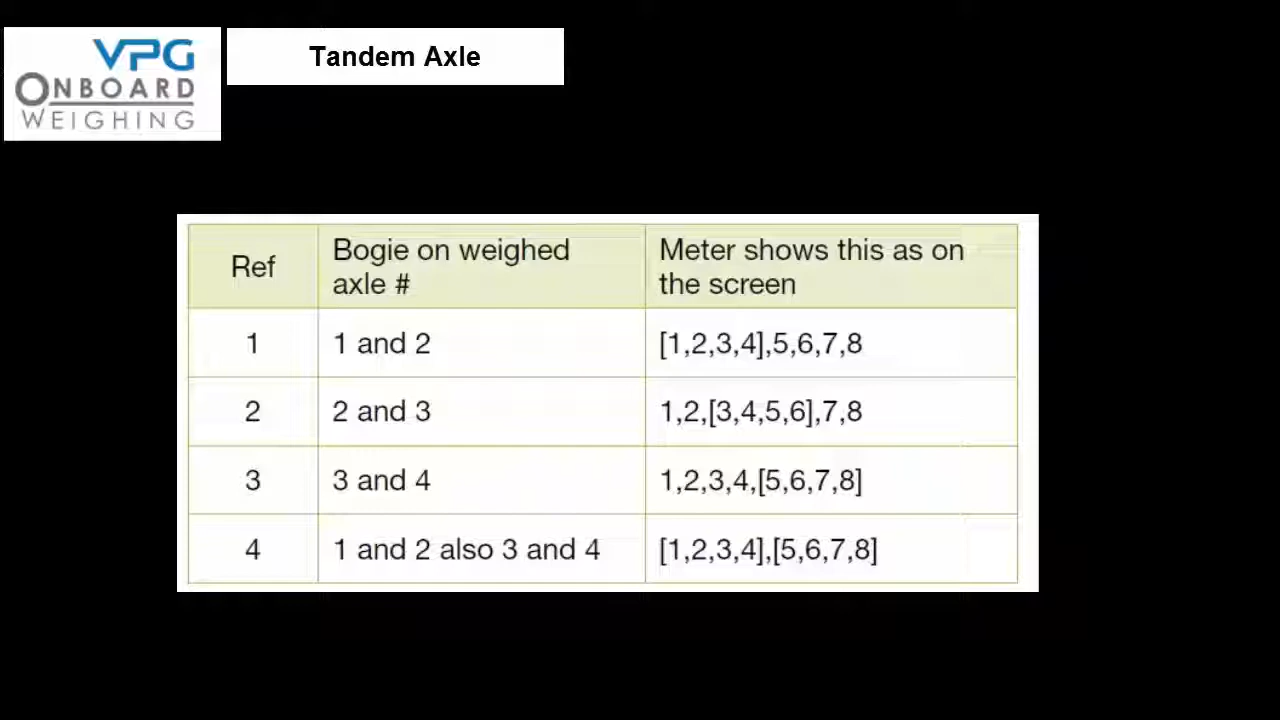 VPG
ONBOARD
WEIGHING
Tandem Axle
Ref
Bogie on weighed
axle #
Meter shows this as on
the screen
1
1 and 2
[1,2,3,4],5,6,7,8
2
2 and 3
1,2,[3,4,5,6],7,8
3
3 and 4
1,2,3,4,[5,6,7,8]
4
1 and 2 also 3 and 4
[1,2,3,4],[5,6,7,8]